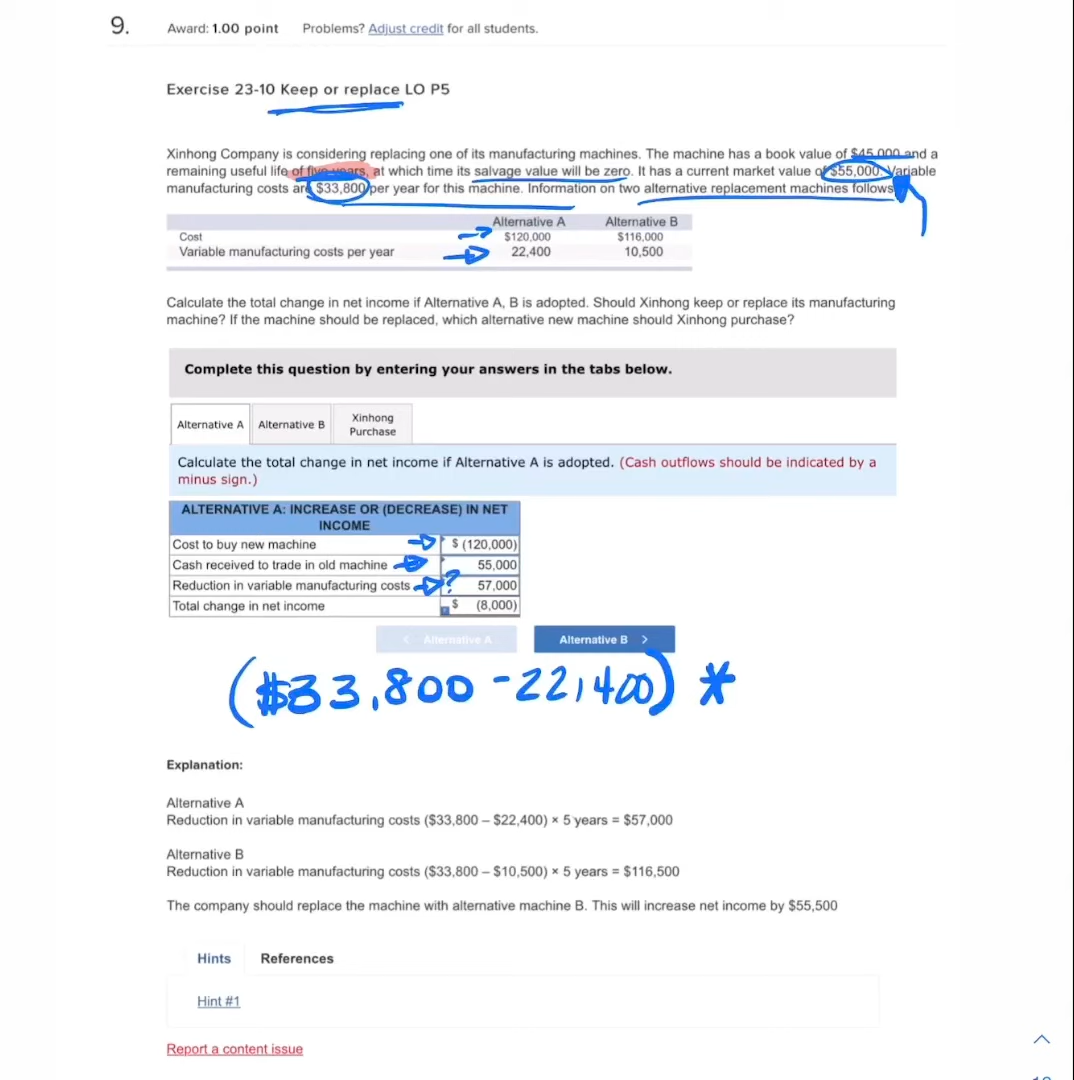 9.
Award: 1.00 point Problems? Adjust credit for all students.
Exercise 23-10 Keep or replace LO P5
Xinhong Company is considering replacing one of its manufacturing machines. The machine has a book value of $45,000 and a
remaining useful life of five years, at which time its salvage value will be zero. It has a current market value of $55,000. Variable
manufacturing costs are $33,800 per year for this machine. Information on two alternative replacement machines follows
Alternative A Alternative B
Cost $120,000 $116,000
Variable manufacturing costs per year 22,400 10,500
Calculate the total change in net income if Alternative A, B is adopted. Should Xinhong keep or replace its manufacturing
machine? If the machine should be replaced, which alternative new machine should Xinhong purchase?
Complete this question by entering your answers in the tabs below.
Alternative A Alternative B Xinhong
Purchase
Calculate the total change in net income if Alternative A is adopted. (Cash outflows should be indicated by a
minus sign.)
ALTERNATIVE A: INCREASE OR (DECREASE) IN NET
INCOME
Cost to buy new machine $ (120,000)
Cash received to trade in old machine 55,000
Reduction in variable manufacturing costs ? 57,000
Total change in net income $ (8,000)
< Alternative A Alternative B >
($33,800 - 22,400) *
Explanation:
Alternative A
Reduction in variable manufacturing costs ($33,800 – $22,400) × 5 years = $57,000
Alternative B
Reduction in variable manufacturing costs ($33,800 – $10,500) × 5 years = $116,500
The company should replace the machine with alternative machine B. This will increase net income by $55,500
Hints References
Hint #1
Report a content issue